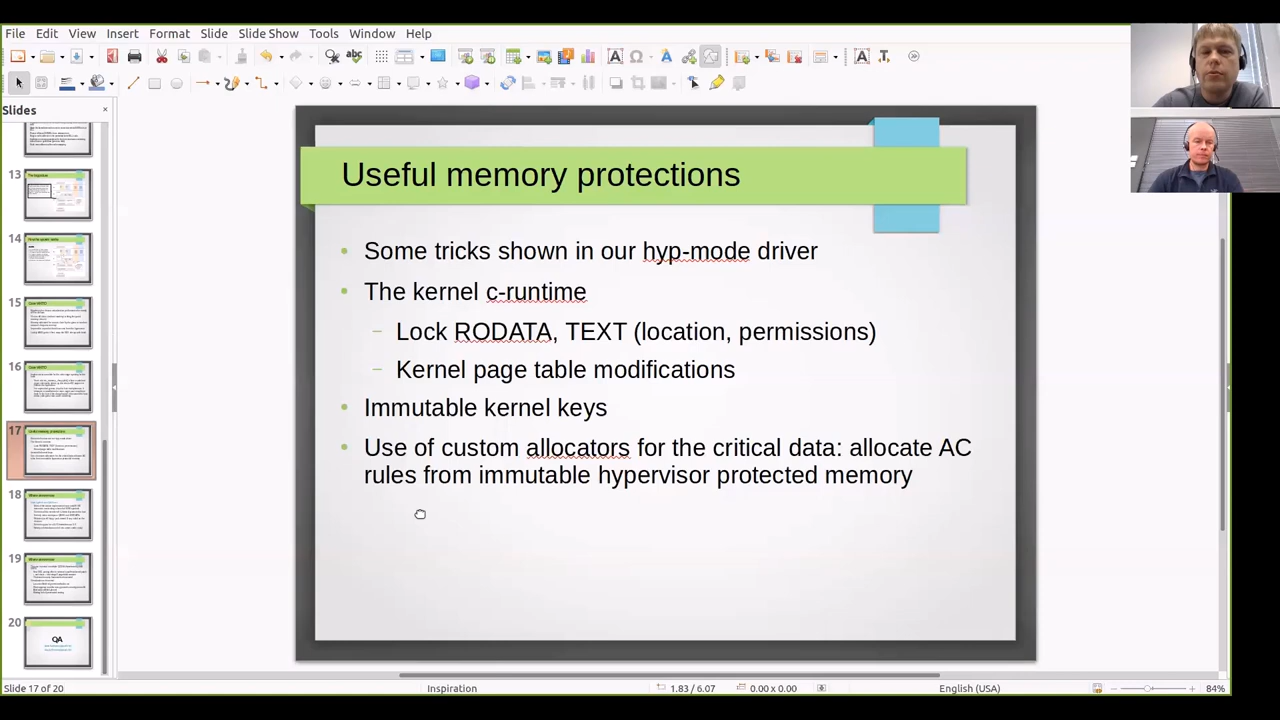 File Edit View Insert Format Slide Slide Show Tools Window Help
Slides
Useful memory protections
Some tricks shown in our hyp-mode driver
The kernel c-runtime
Lock RODATA, TEXT (location, permissions)
Kernel page table modifications
Immutable kernel keys
Use of custom allocators for the critical data: allocate AC
rules from immutable hypervisor protected memory
13
14
15
16
17
18
19
20
QA
Slide 17 of 20 Inspiration 1.83 / 6.07 0.00 x 0.00 English (USA) 84%